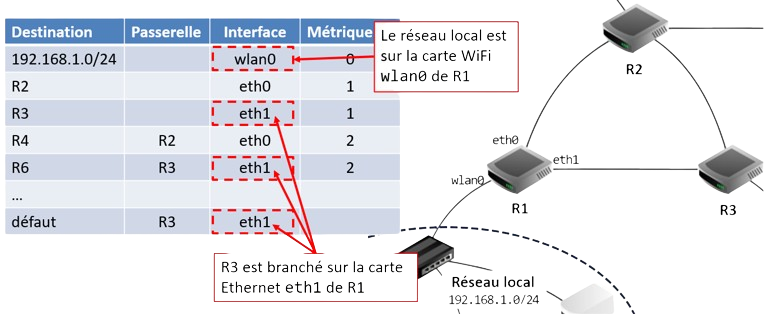 Destination Passerelle Interface Métrique
192.168.1.0/24 wlan0 0
R2 eth0 1
R3 eth1 1
R4 R2 eth0 2
R6 R3 eth1 2
...
défaut R3 eth1
Le réseau local est
sur la carte WiFi
wlan0 de R1
R3 est branché sur la carte
Ethernet eth1 de R1
R2
eth0
eth1
wlan0
R1
R3
Réseau local
192.168.1.0/24